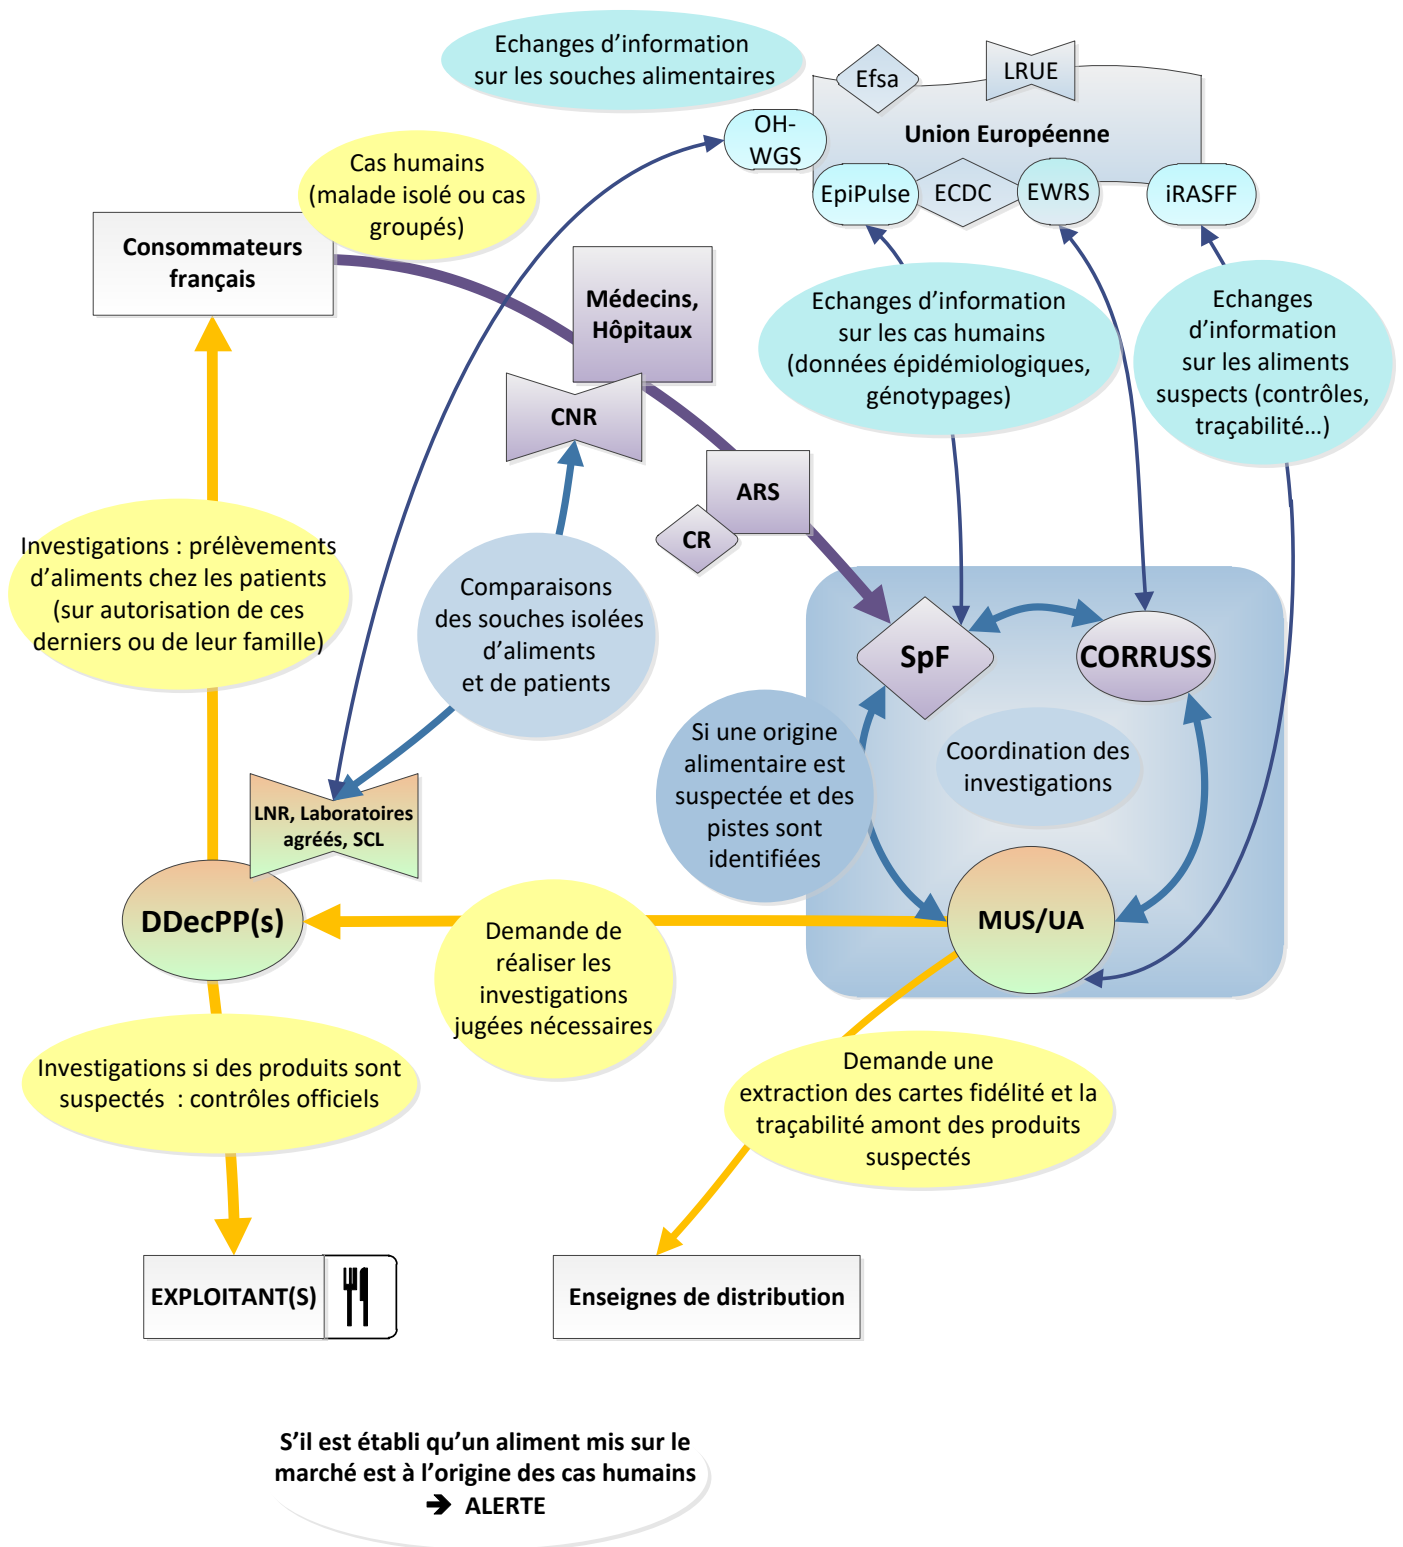 Echanges d’information
sur les souches alimentaires
Efsa
LRUE
Union Européenne
OH-
WGS
EpiPulse
ECDC
EWRS
iRASFF
Cas humains
(malade isolé ou cas
groupés)
Consommateurs
français
Médecins,
Hôpitaux
Echanges d’information
sur les cas humains
(données épidémiologiques,
génotypages)
Echanges
d’information
sur les aliments
suspects (contrôles,
traçabilité…)
CNR
ARS
CR
Investigations : prélèvements
d’aliments chez les patients
(sur autorisation de ces
derniers ou de leur famille)
Comparaisons
des souches isolées
d’aliments
et de patients
SpF
CORRUSS
Si une origine
alimentaire est
suspectée et des
pistes sont
identifiées
Coordination des
investigations
LNR, Laboratoires
agréés, SCL
DDecPP(s)
MUS/UA
Demande de
réaliser les
investigations
jugées nécessaires
Investigations si des produits sont
suspectés  : contrôles officiels
Demande une
extraction des cartes fidélité et la
traçabilité amont des produits
suspectés
EXPLOITANT(S)
Enseignes de distribution
S’il est établi qu’un aliment mis sur le
marché est à l’origine des cas humains
➔ ALERTE